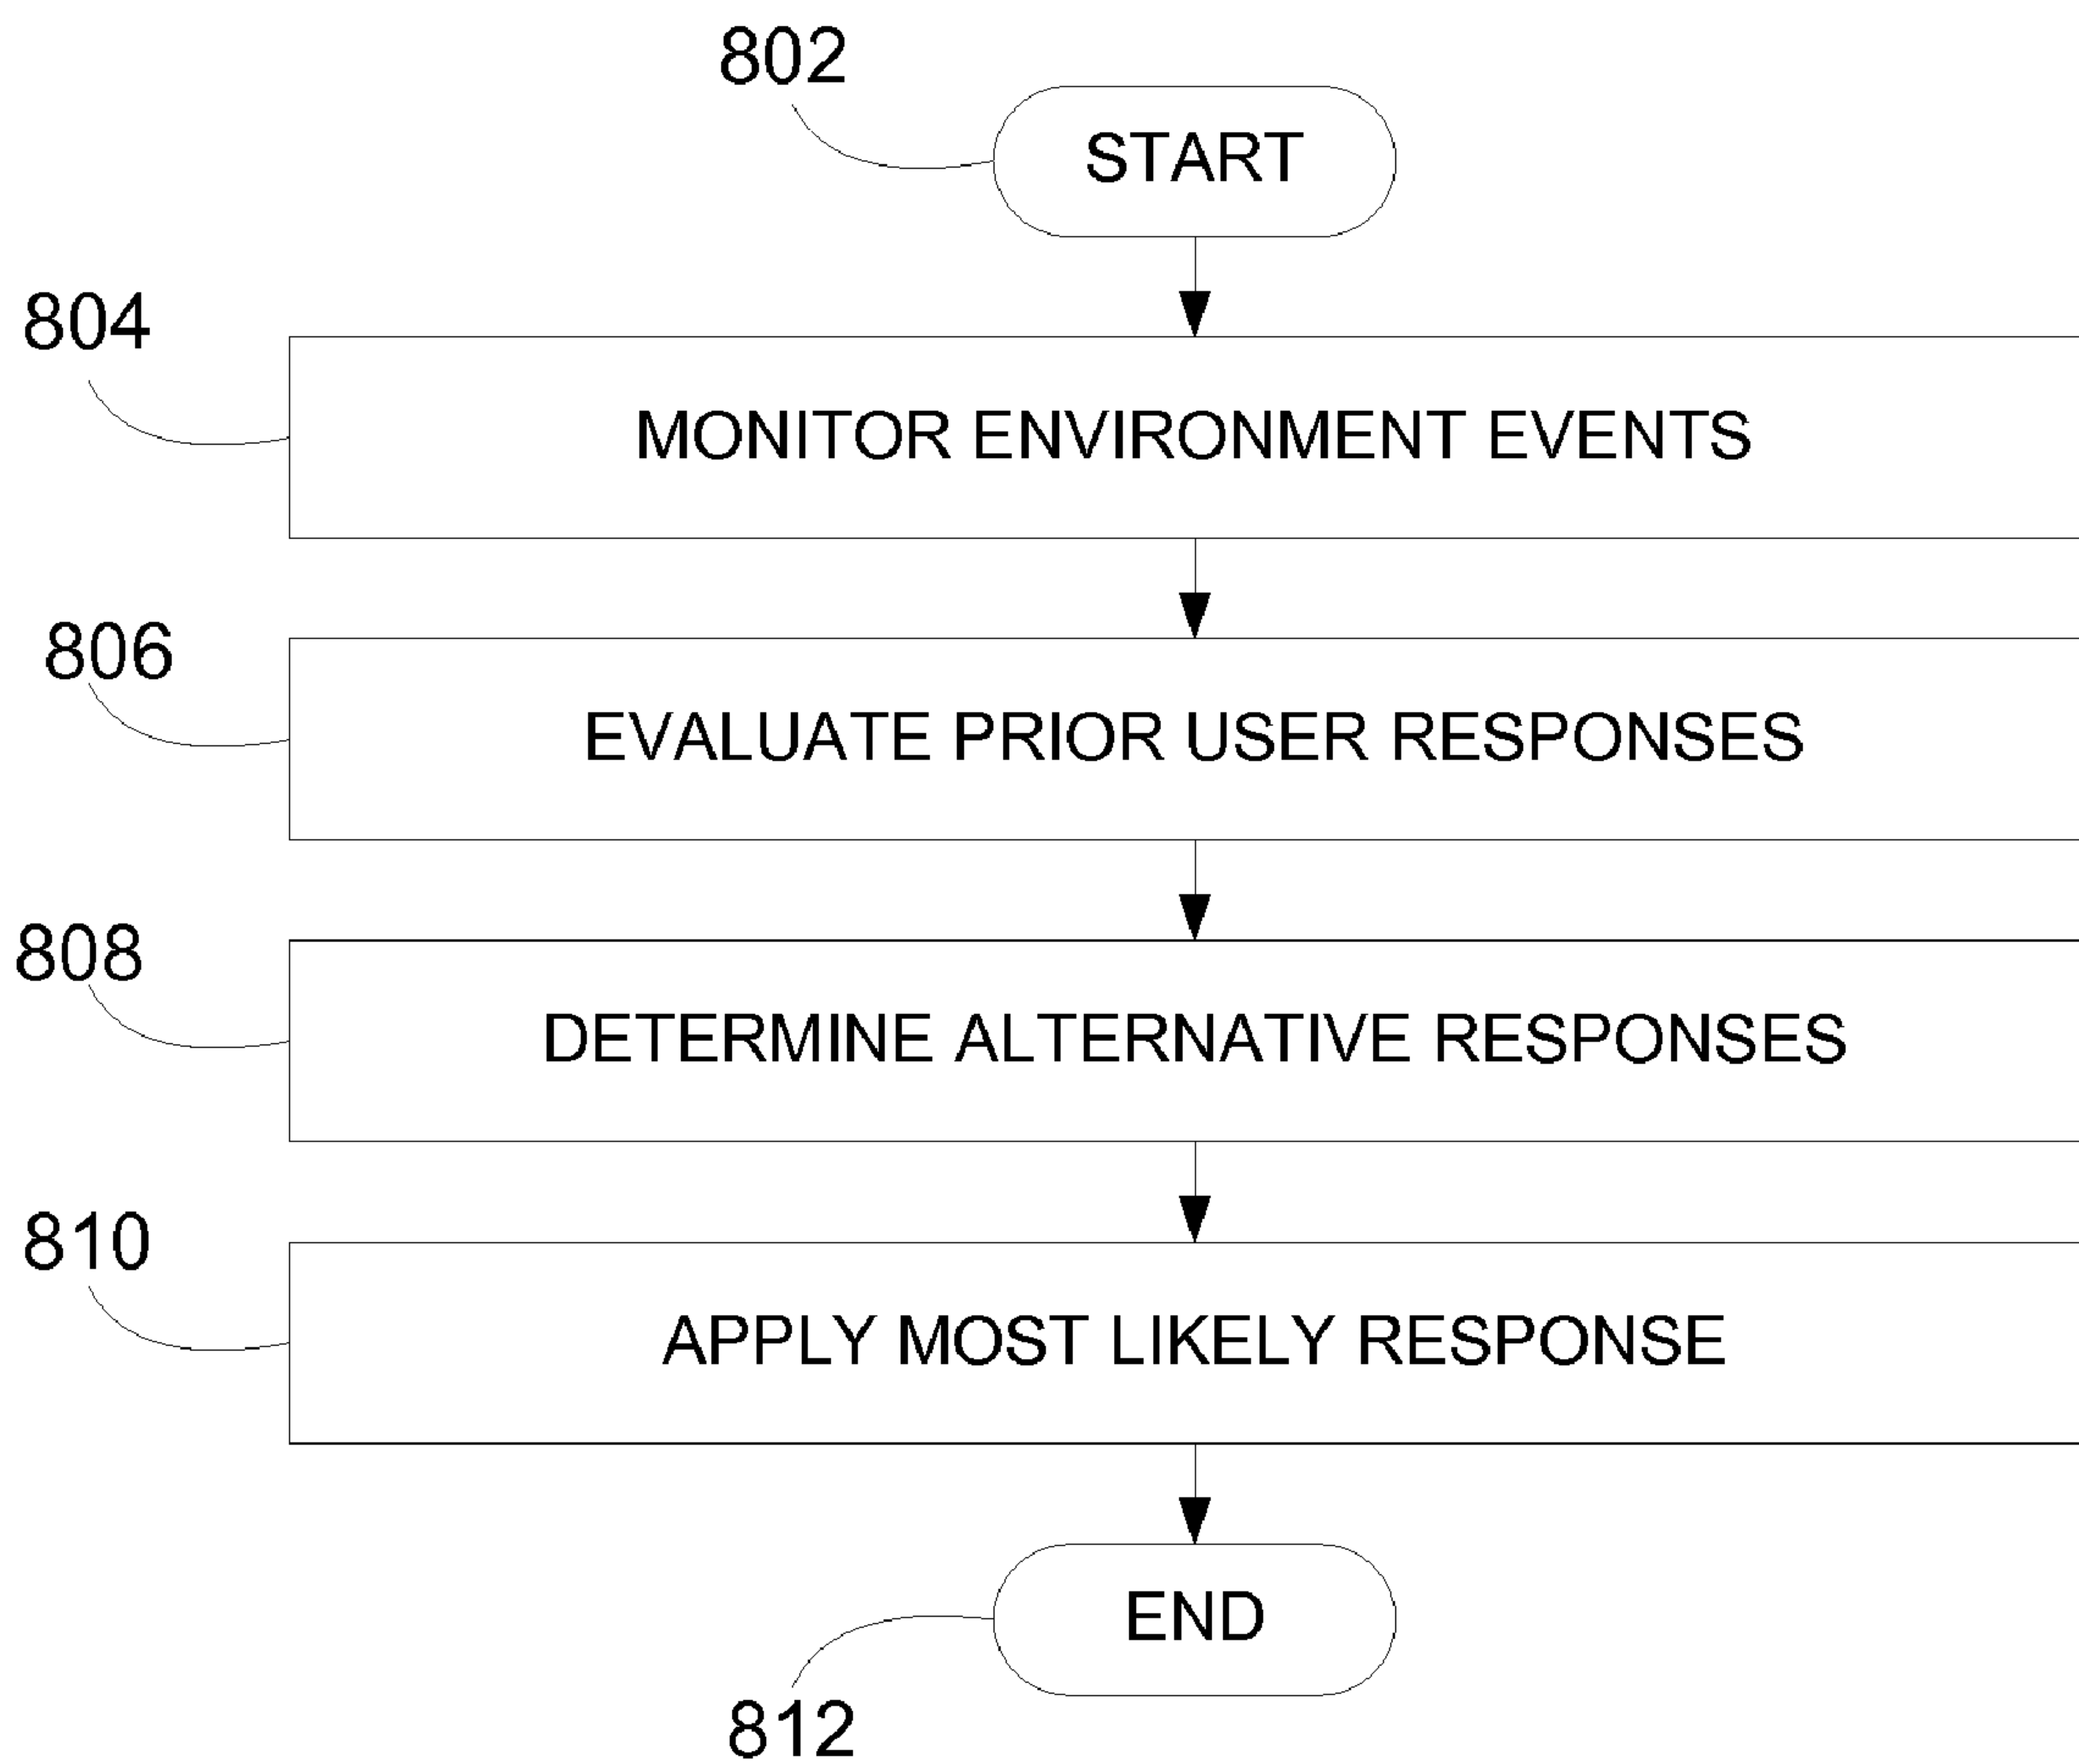 802
START
804
MONITOR ENVIRONMENT EVENTS
806
EVALUATE PRIOR USER RESPONSES
808
DETERMINE ALTERNATIVE RESPONSES
810
APPLY MOST LIKELY RESPONSE
END
812